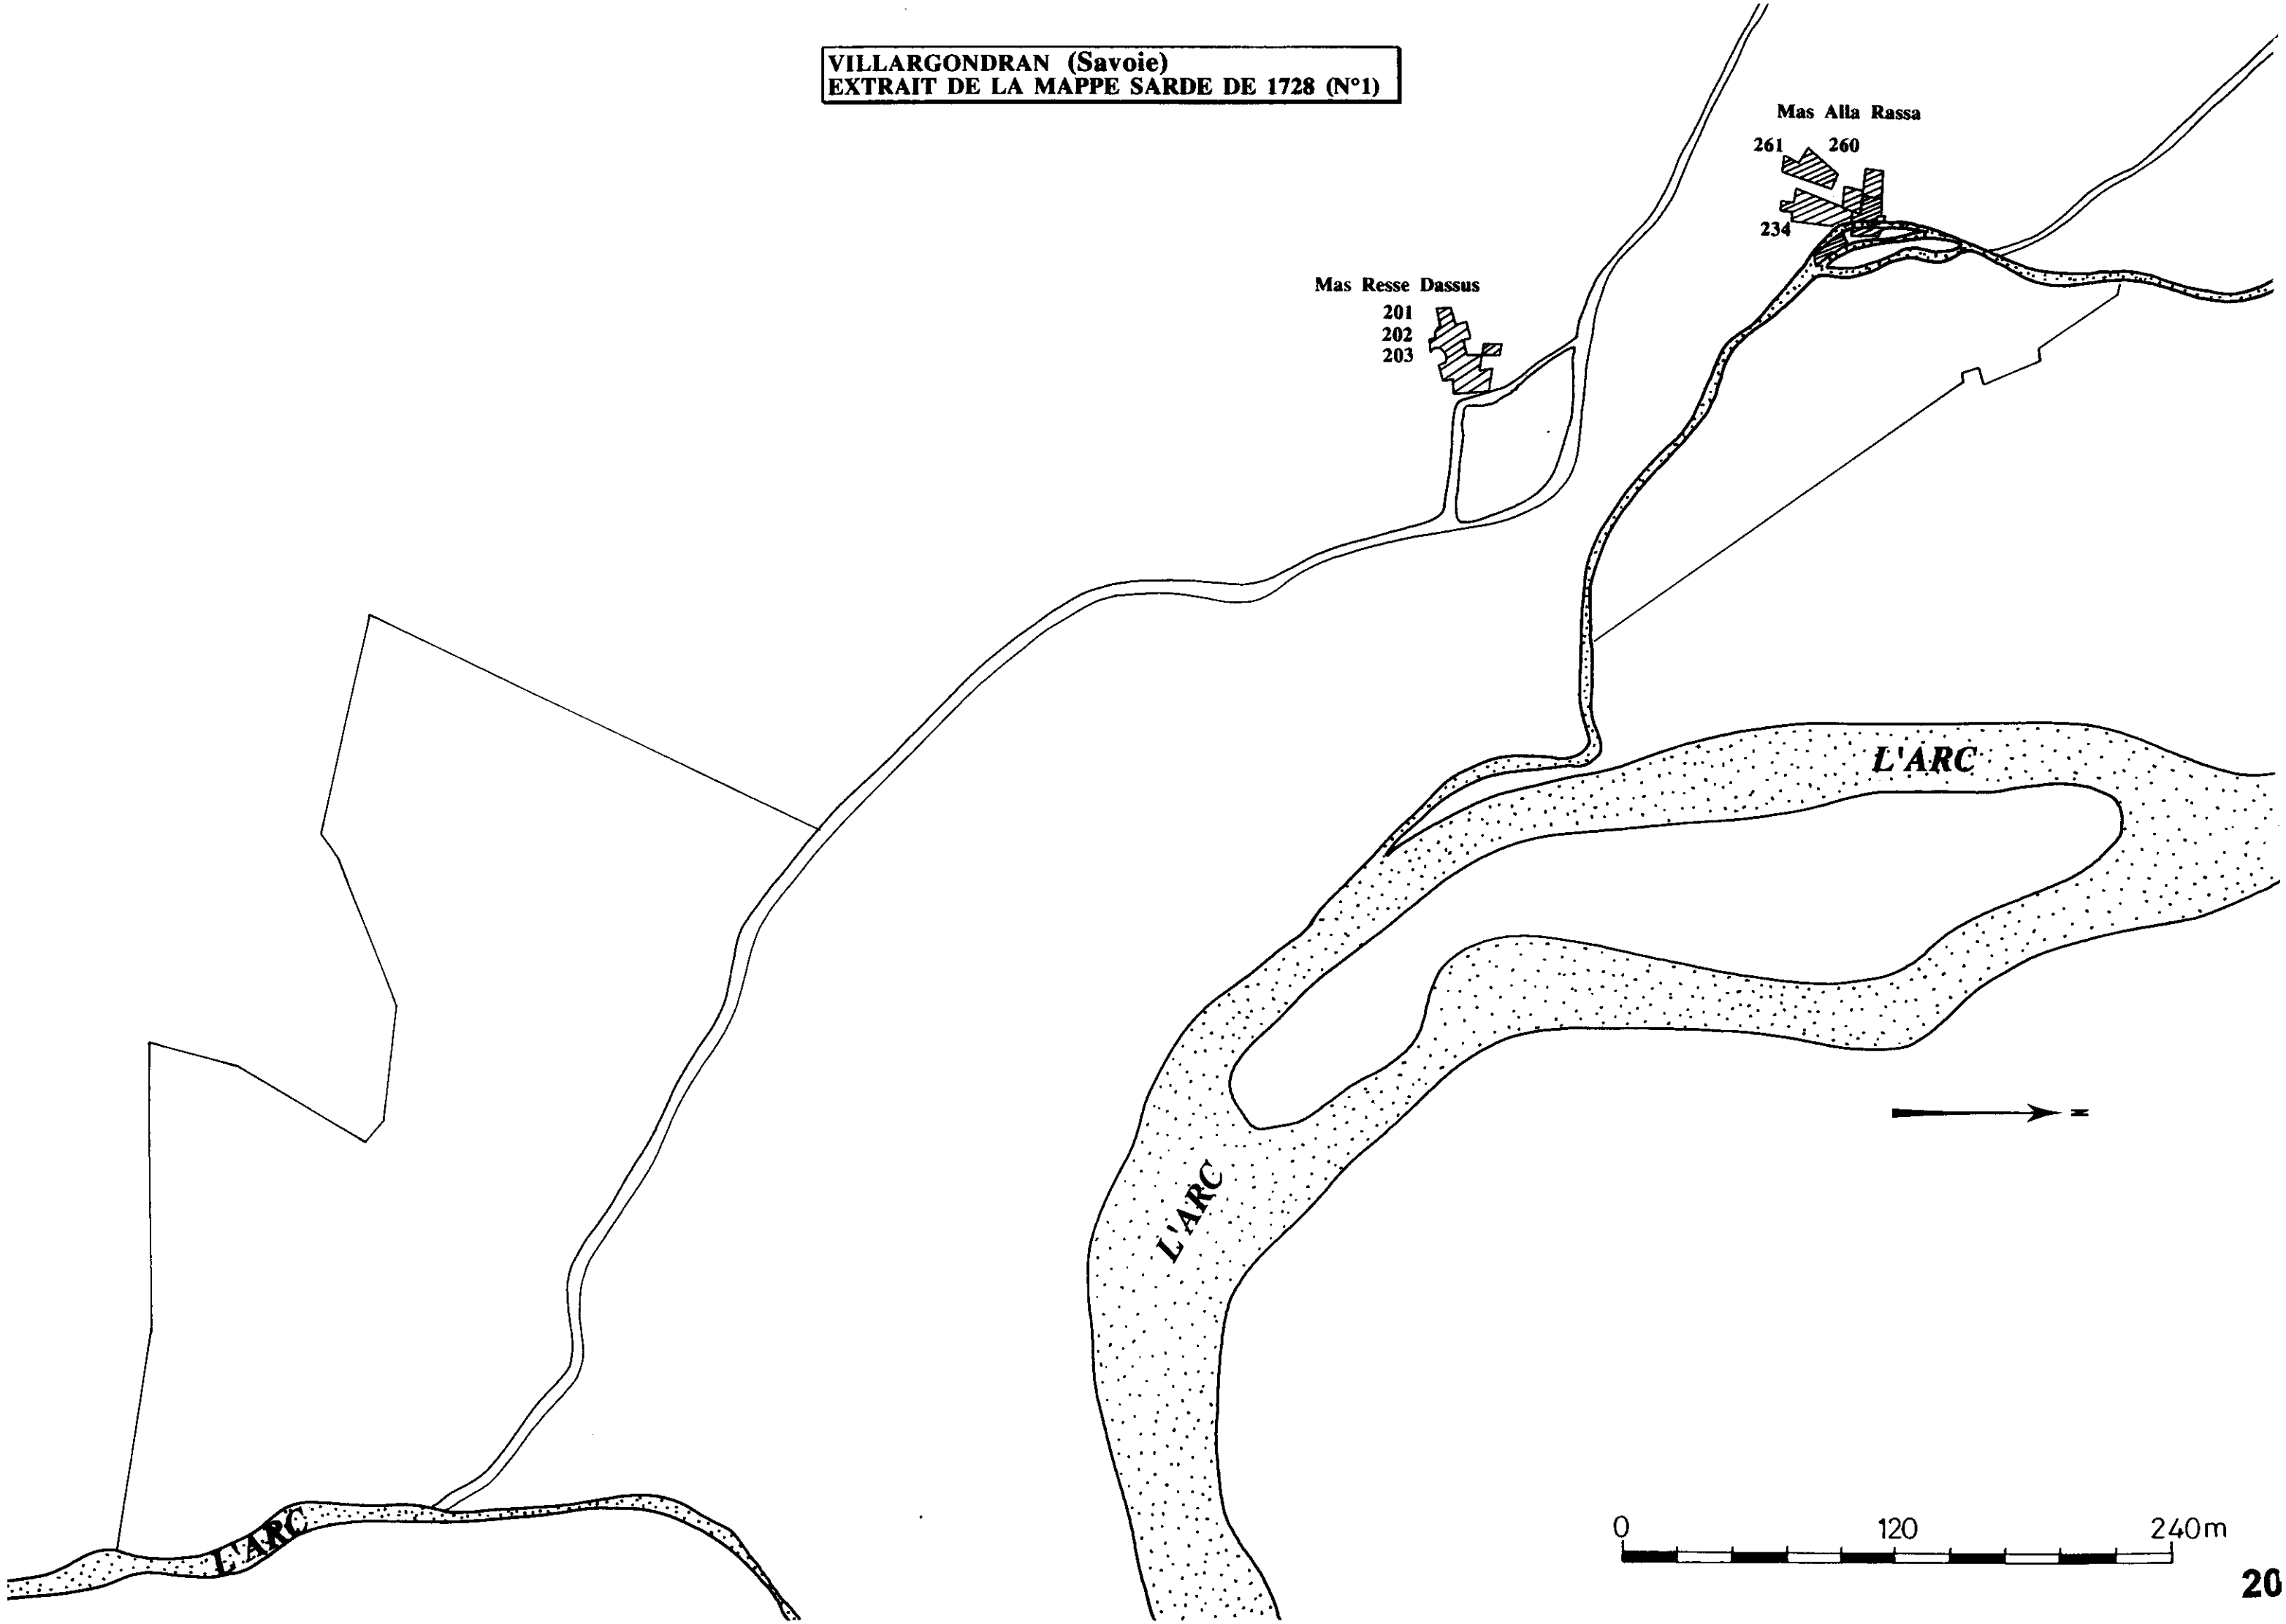 VILLARGONDRAN (Savoie)
EXTRAIT DE LA MAPPE SARDE DE 1728 (N°1)
Mas Alla Rassa
261 260
234
Mas Resse Dassus
201
202
203
L'ARC
N
L'ARC
L'ARC
0 120 240m
20